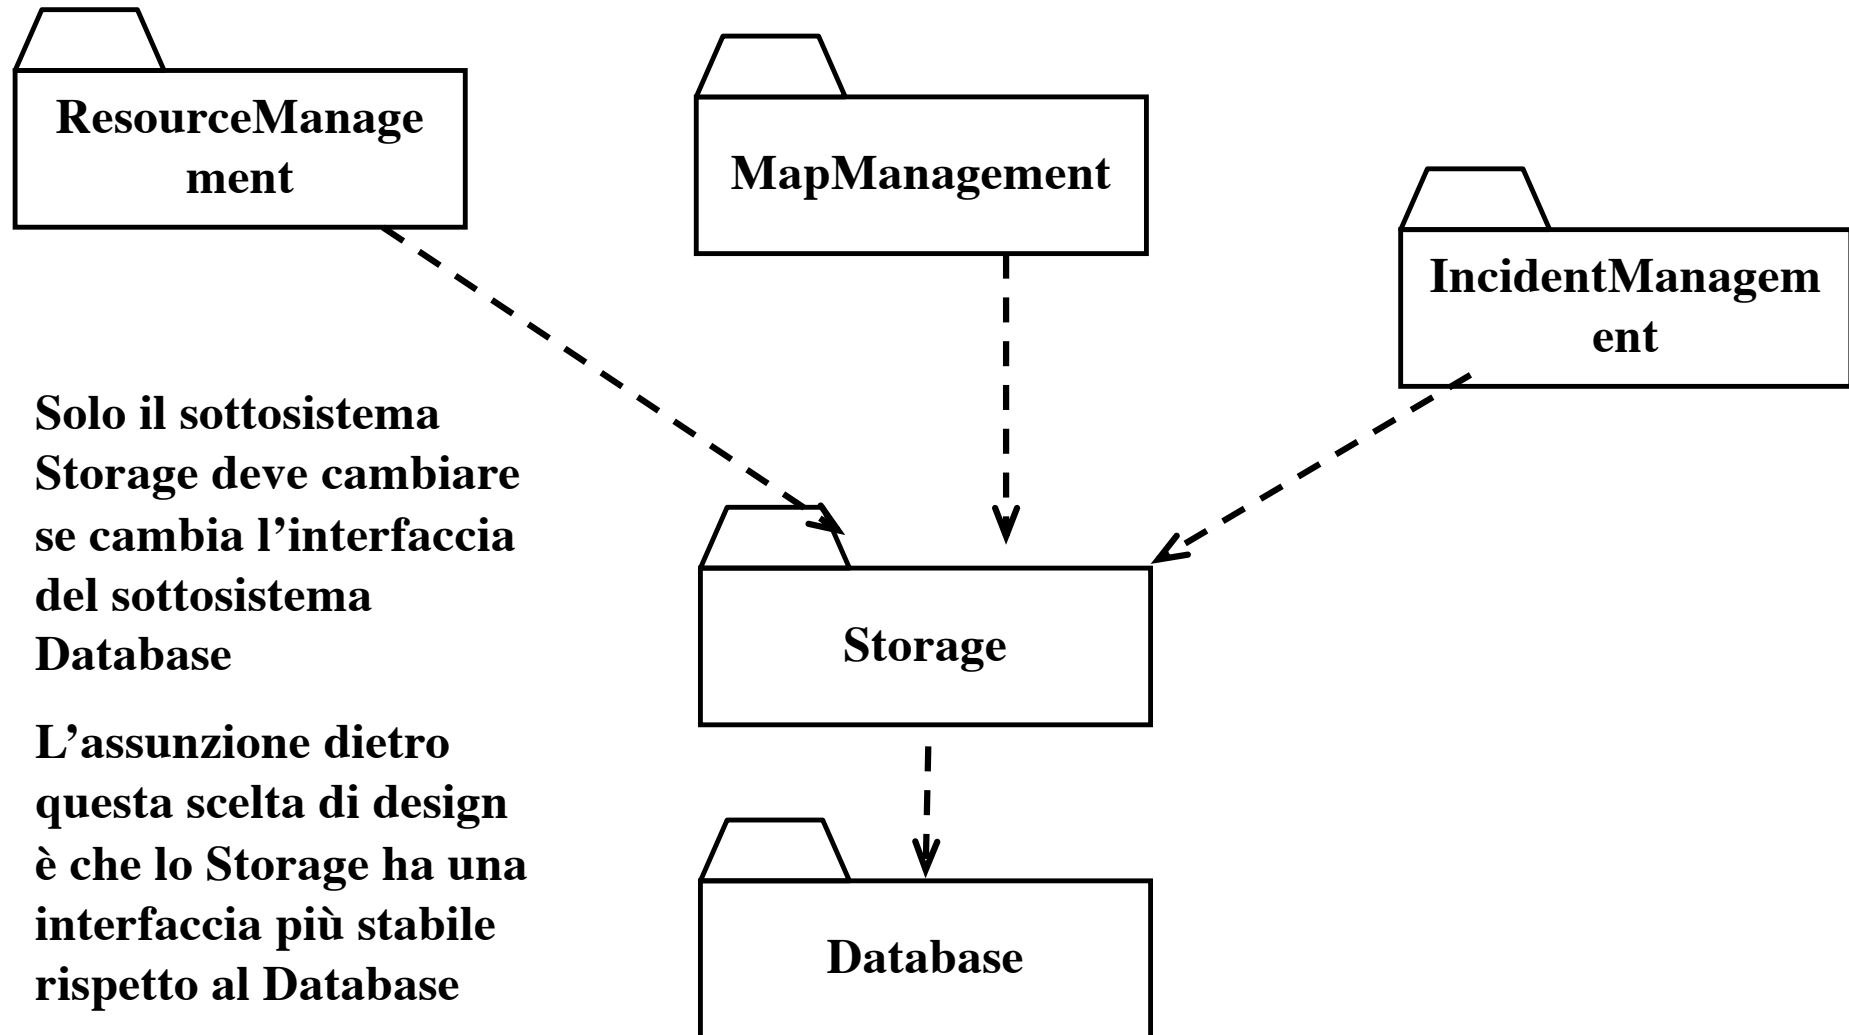 ResourceManage
ment
MapManagement
IncidentManagem
ent
Solo il sottosistema
Storage deve cambiare
se cambia l’interfaccia
del sottosistema
Database
L’assunzione dietro
questa scelta di design
è che lo Storage ha una
interfaccia più stabile
rispetto al Database
Storage
Database